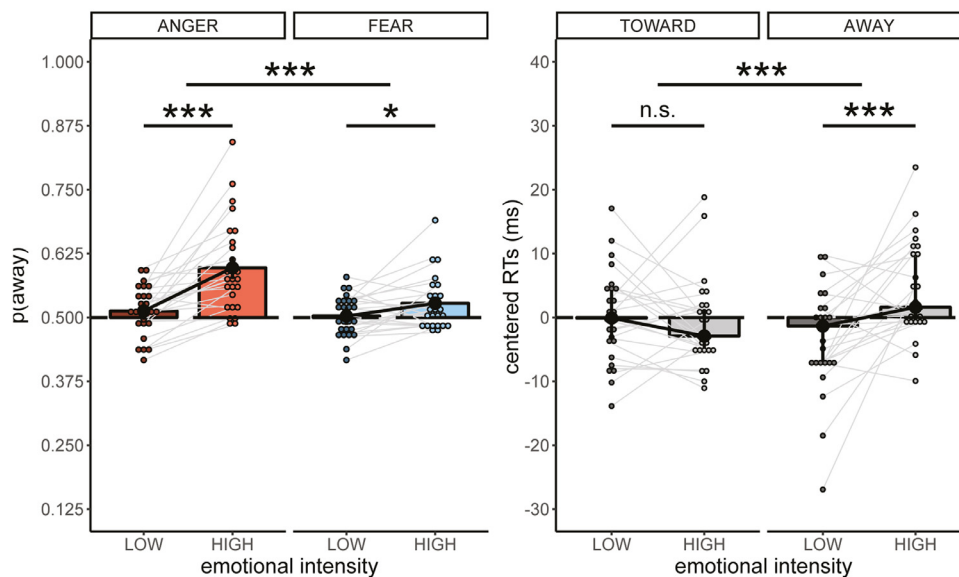 ANGER FEAR
*** 
*** *
p(away)
1.000
0.875
0.750
0.625
0.500
0.375
0.250
0.125
LOW HIGH LOW HIGH
emotional intensity
TOWARD AWAY
***
n.s. ***
centered RTs (ms)
40
30
20
10
0
-10
-20
-30
LOW HIGH LOW HIGH
emotional intensity